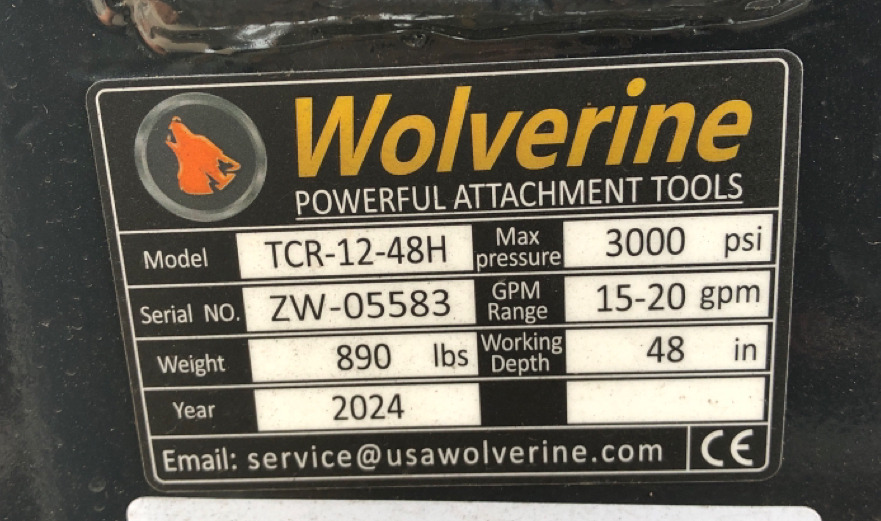 Wolverine
POWERFUL ATTACHMENT TOOLS
Model TCR-12-48H Max pressure 3000 psi
Serial NO. ZW-05583 GPM Range 15-20 gpm
Weight 890 lbs Working Depth 48 in
Year 2024
Email: service@usawolverine.com CE